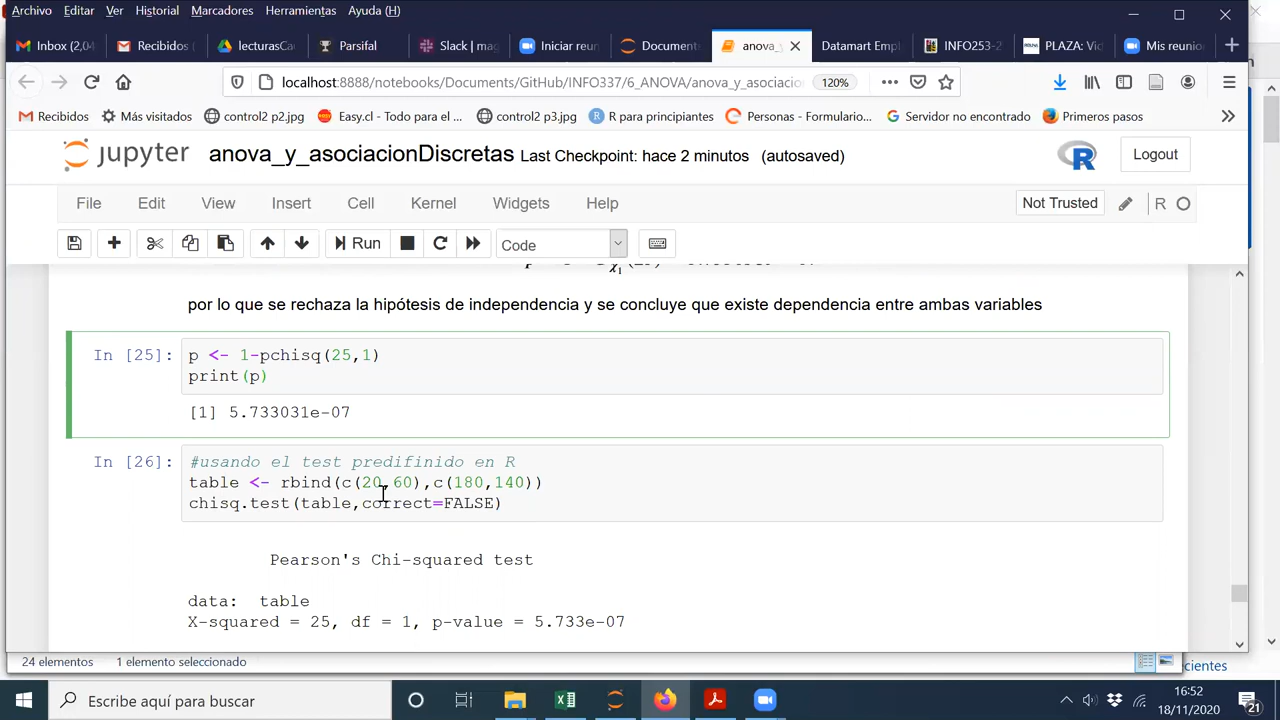 Archivo Editar Ver Historial Marcadores Herramientas Ayuda (H)
Inbox (2,04 Recibidos ( lecturasCas Parsifal Slack | mag Iniciar reun Documento anova_y_ Datamart Empl INFO253-2 PLAZA: Vid Mis reunio
localhost:8888/notebooks/Documents/GitHub/INFO337/6_ANOVA/anova_y_asociacio 120%
Recibidos Más visitados control2 p2.jpg Easy.cl - Todo para el ... control2 p3.jpg R para principiantes Personas - Formulario... Servidor no encontrado Primeros pasos
jupyter anova_y_asociacionDiscretas Last Checkpoint: hace 2 minutos (autosaved) Logout
File Edit View Insert Cell Kernel Widgets Help Not Trusted R
Run Code
por lo que se rechaza la hipótesis de independencia y se concluye que existe dependencia entre ambas variables
In [25]: p <- 1-pchisq(25,1)
print(p)
[1] 5.733031e-07
In [26]: #usando el test predifinido en R
table <- rbind(c(20,60),c(180,140))
chisq.test(table,correct=FALSE)
Pearson's Chi-squared test
data: table
X-squared = 25, df = 1, p-value = 5.733e-07
24 elementos 1 elemento seleccionado
cientes
Escribe aquí para buscar
16:52
18/11/2020
21